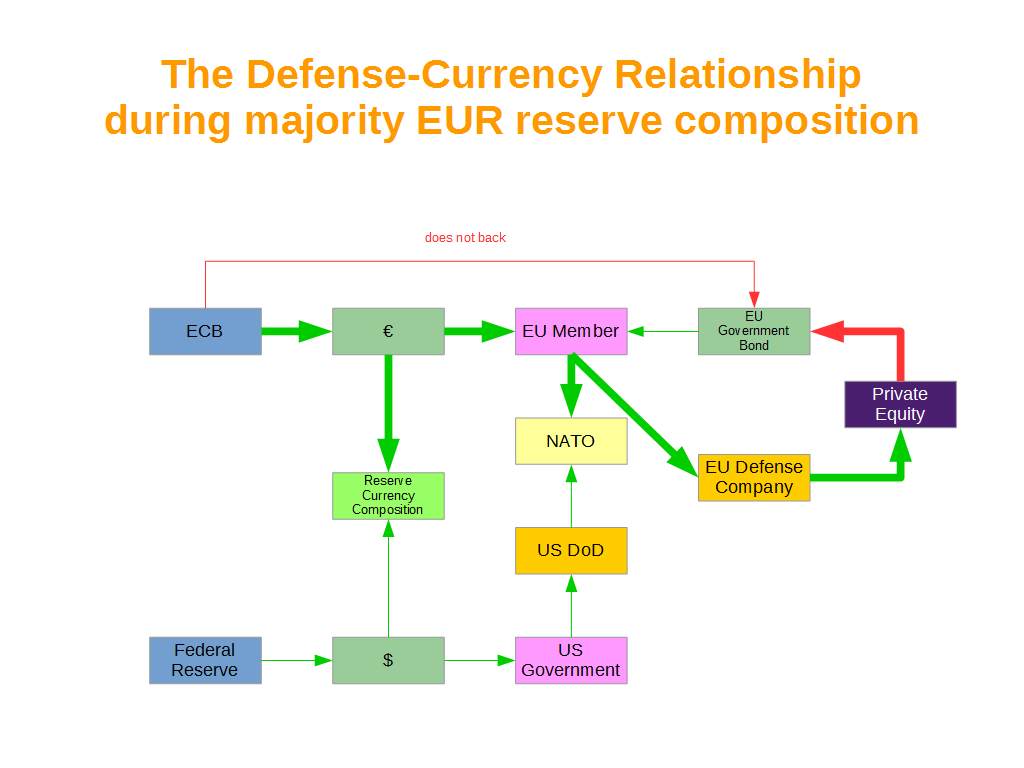 The Defense-Currency Relationship
during majority EUR reserve composition
does not back
ECB
€
EU Member
EU
Government
Bond
Private
Equity
NATO
EU Defense
Company
Reserve
Currency
Composition
US DoD
Federal
Reserve
$
US
Government